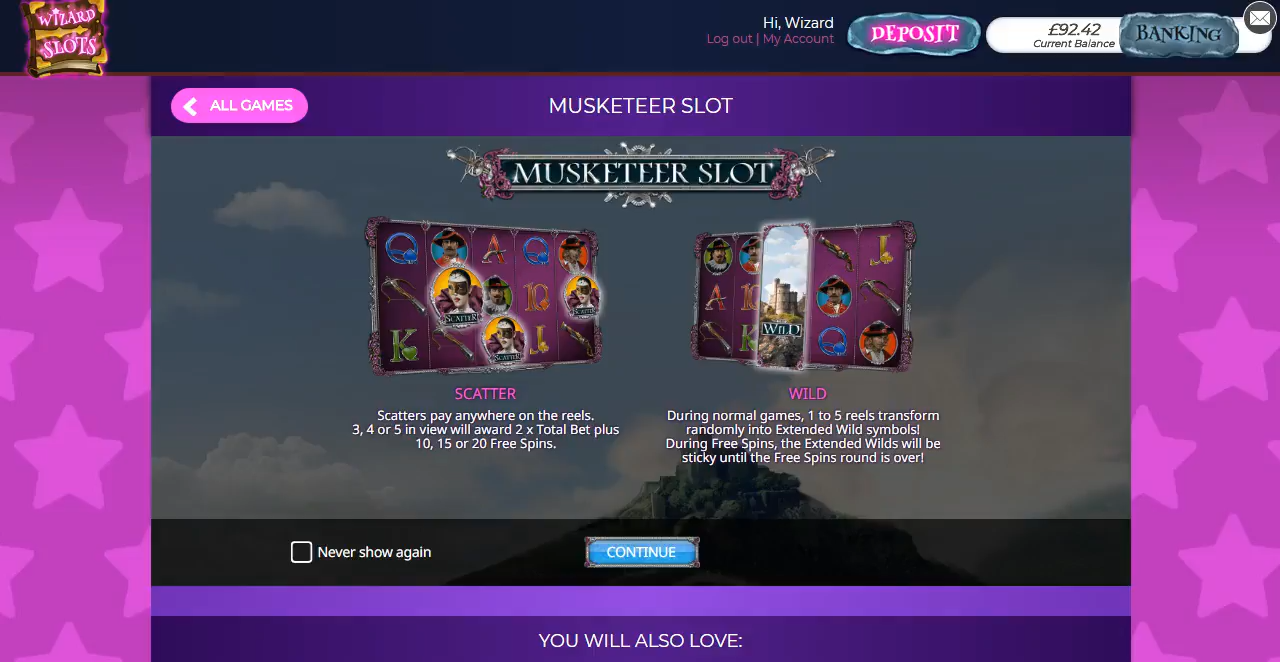 WIZARD
SLOTS
Hi, Wizard
Log out | My Account
DEPOSIT
£92.42
Current Balance
BANKING
ALL GAMES
MUSKETEER SLOT
MUSKETEER SLOT
SCATTER
SCATTER
WILD
SCATTER
SCATTER
Scatters pay anywhere on the reels.
3, 4 or 5 in view will award 2 x Total Bet plus
10, 15 or 20 Free Spins.
WILD
During normal games, 1 to 5 reels transform
randomly into Extended Wild symbols!
During Free Spins, the Extended Wilds will be
sticky until the Free Spins round is over!
Never show again
CONTINUE
YOU WILL ALSO LOVE: